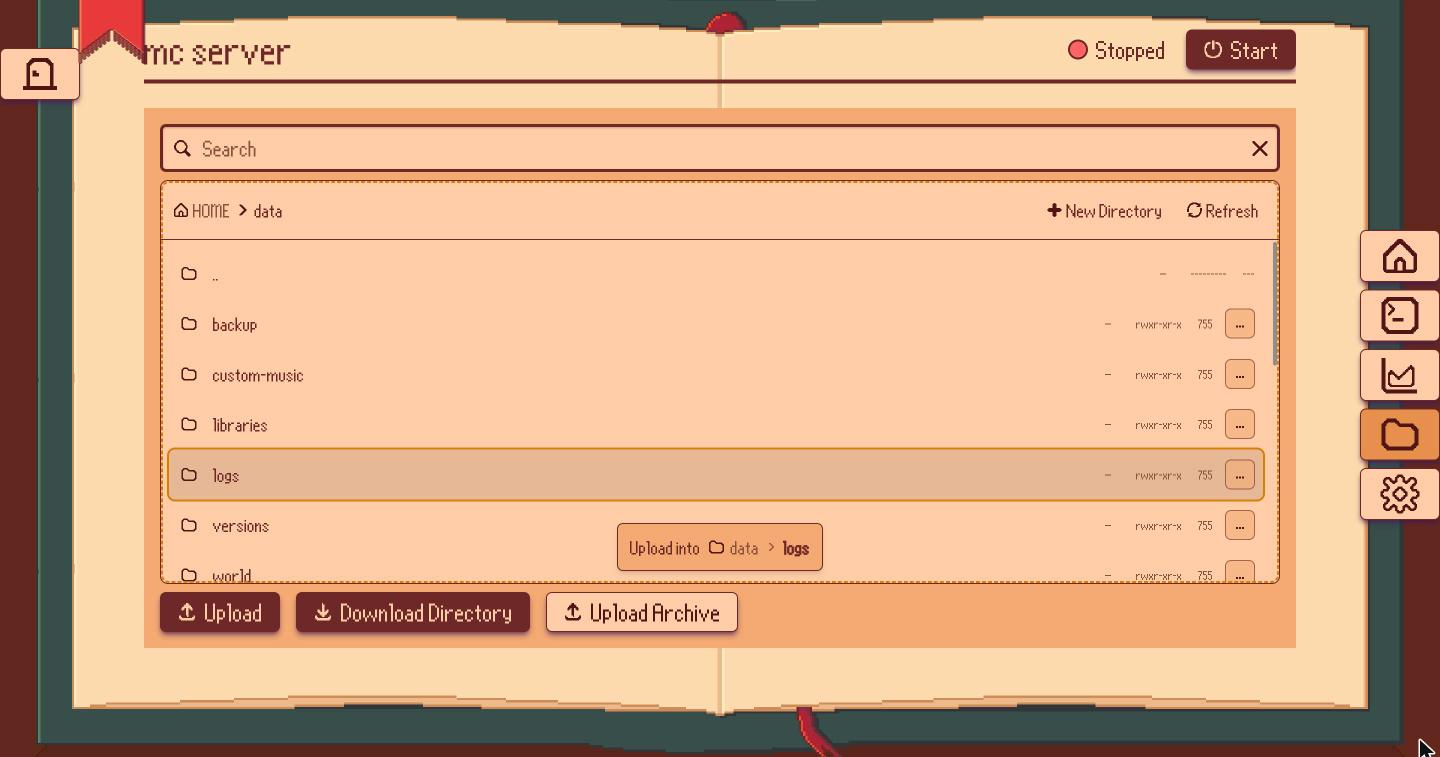 mc server
Stopped
Start
Search
HOME
data
New Directory
Refresh
.. - --------- ---
backup - rwxr-xr-x 755 ...
custom-music - rwxr-xr-x 755 ...
libraries - rwxr-xr-x 755 ...
logs - rwxr-xr-x 755 ...
versions - rwxr-xr-x 755 ...
Upload into data > logs
world - rwxr-xr-x 755 ...
Upload
Download Directory
Upload Archive